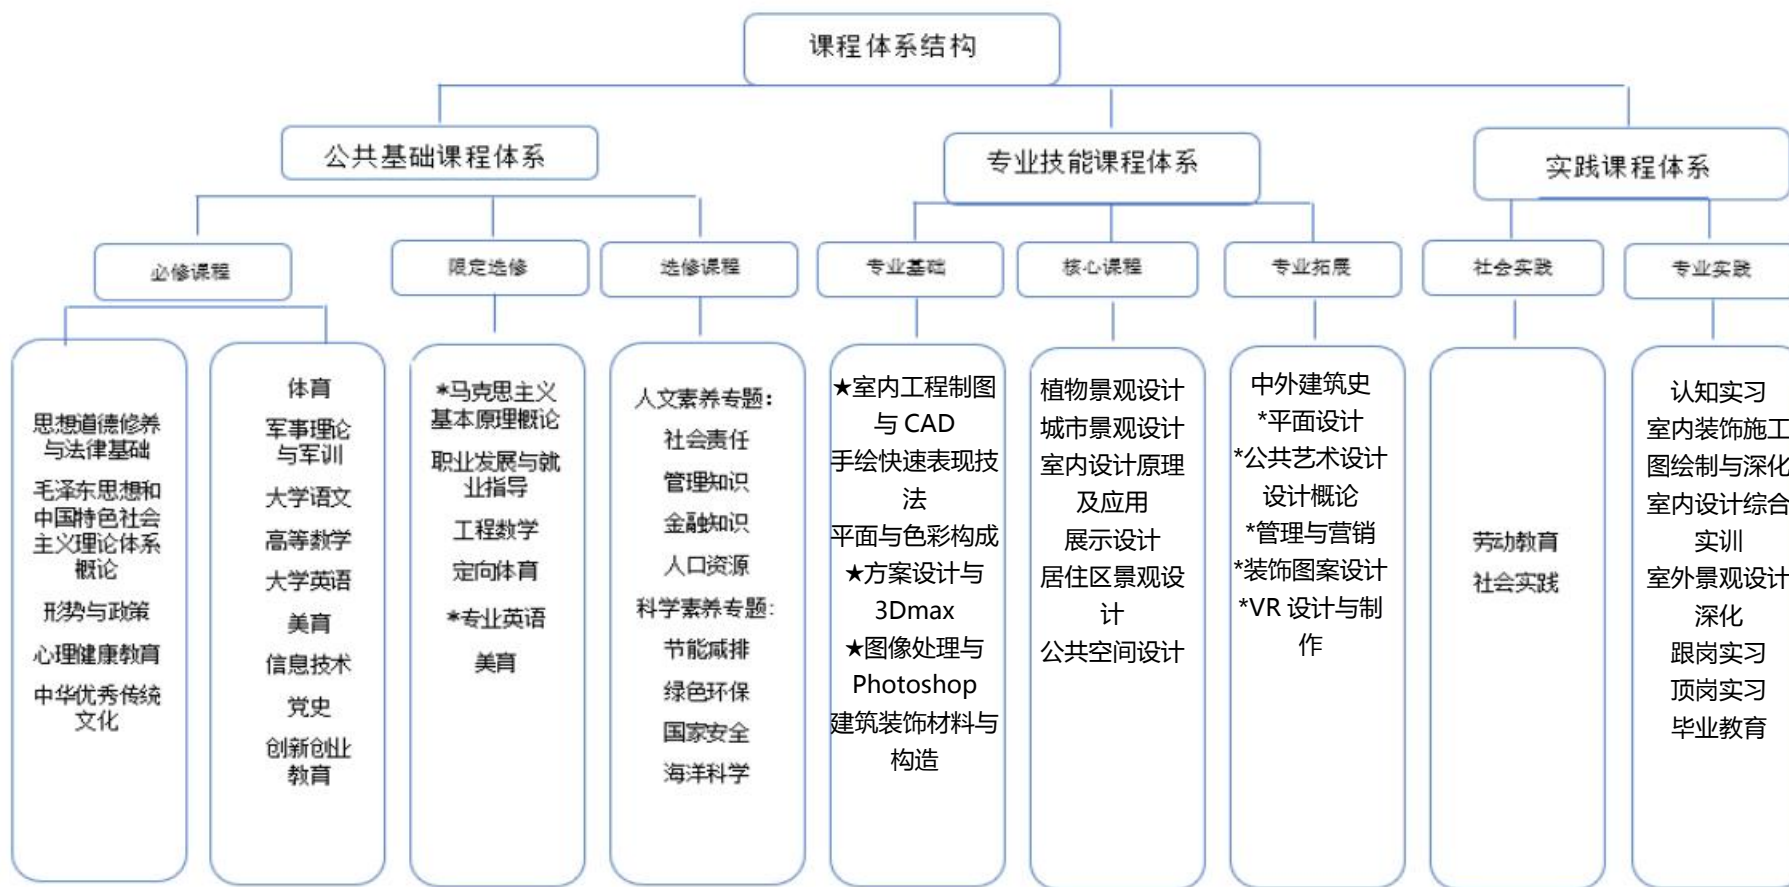 课程体系结构
公共基础课程体系
专业技能课程体系
实践课程体系
必修课程
限定选修
选修课程
专业基础
核心课程
专业拓展
社会实践
专业实践
思想道德修养
与法律基础
毛泽东思想和
中国特色社会
主义理论体系
概论
形势与政策
心理健康教育
中华优秀传统
文化
体育
军事理论
与军训
大学语文
高等数学
大学英语
美育
信息技术
党史
创新创业
教育
*马克思主义
基本原理概论
职业发展与就
业指导
工程数学
定向体育
*专业英语
美育
人文素养专题：
社会责任
管理知识
金融知识
人口资源
科学素养专题：
节能减排
绿色环保
国家安全
海洋科学
★室内工程制图
与 CAD
手绘快速表现技
法
平面与色彩构成
★方案设计与
3Dmax
★图像处理与
Photoshop
建筑装饰材料与
构造
植物景观设计
城市景观设计
室内设计原理
及应用
展示设计
居住区景观设
计
公共空间设计
中外建筑史
*平面设计
*公共艺术设计
设计概论
*管理与营销
*装饰图案设计
*VR 设计与制
作
劳动教育
社会实践
认知实习
室内装饰施工
图绘制与深化
室内设计综合
实训
室外景观设计
深化
跟岗实习
顶岗实习
毕业教育